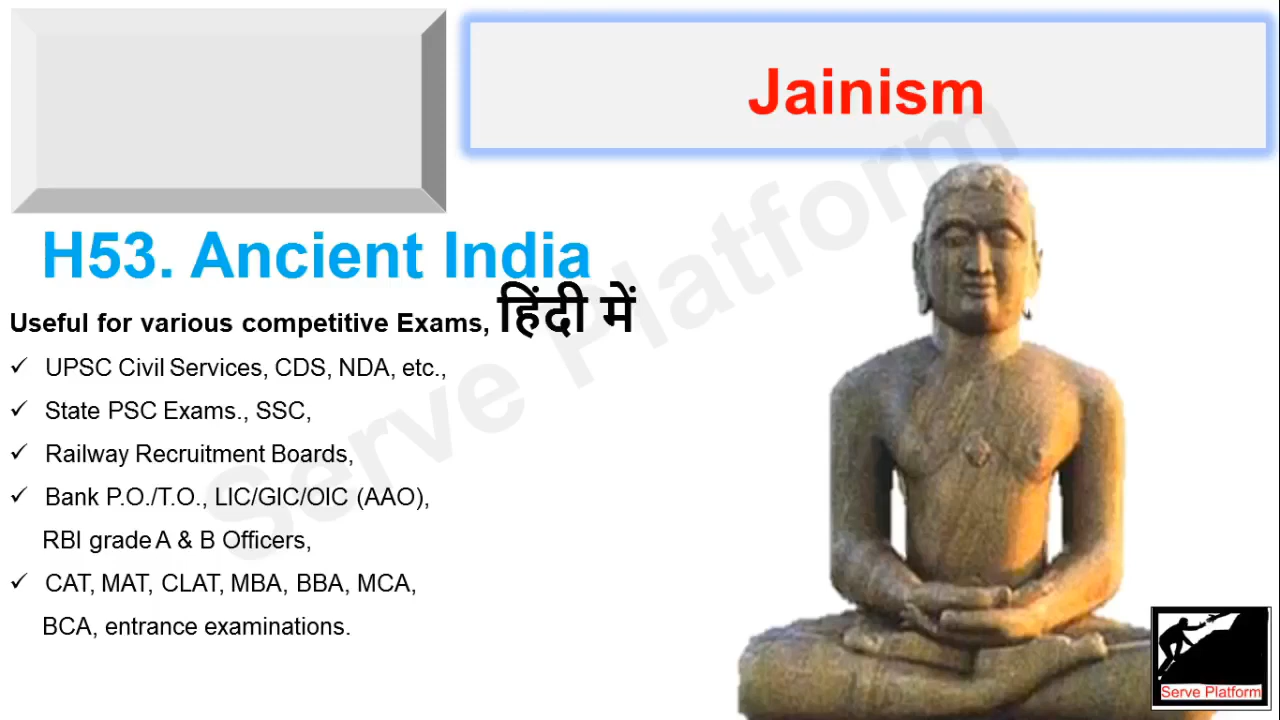 Jainism
H53. Ancient India
Useful for various competitive Exams, हिंदी में
✓ UPSC Civil Services, CDS, NDA, etc.,
✓ State PSC Exams., SSC,
✓ Railway Recruitment Boards,
✓ Bank P.O./T.O., LIC/GIC/OIC (AAO),
RBI grade A & B Officers,
✓ CAT, MAT, CLAT, MBA, BBA, MCA,
BCA, entrance examinations.
Serve Platform
Serve Platform